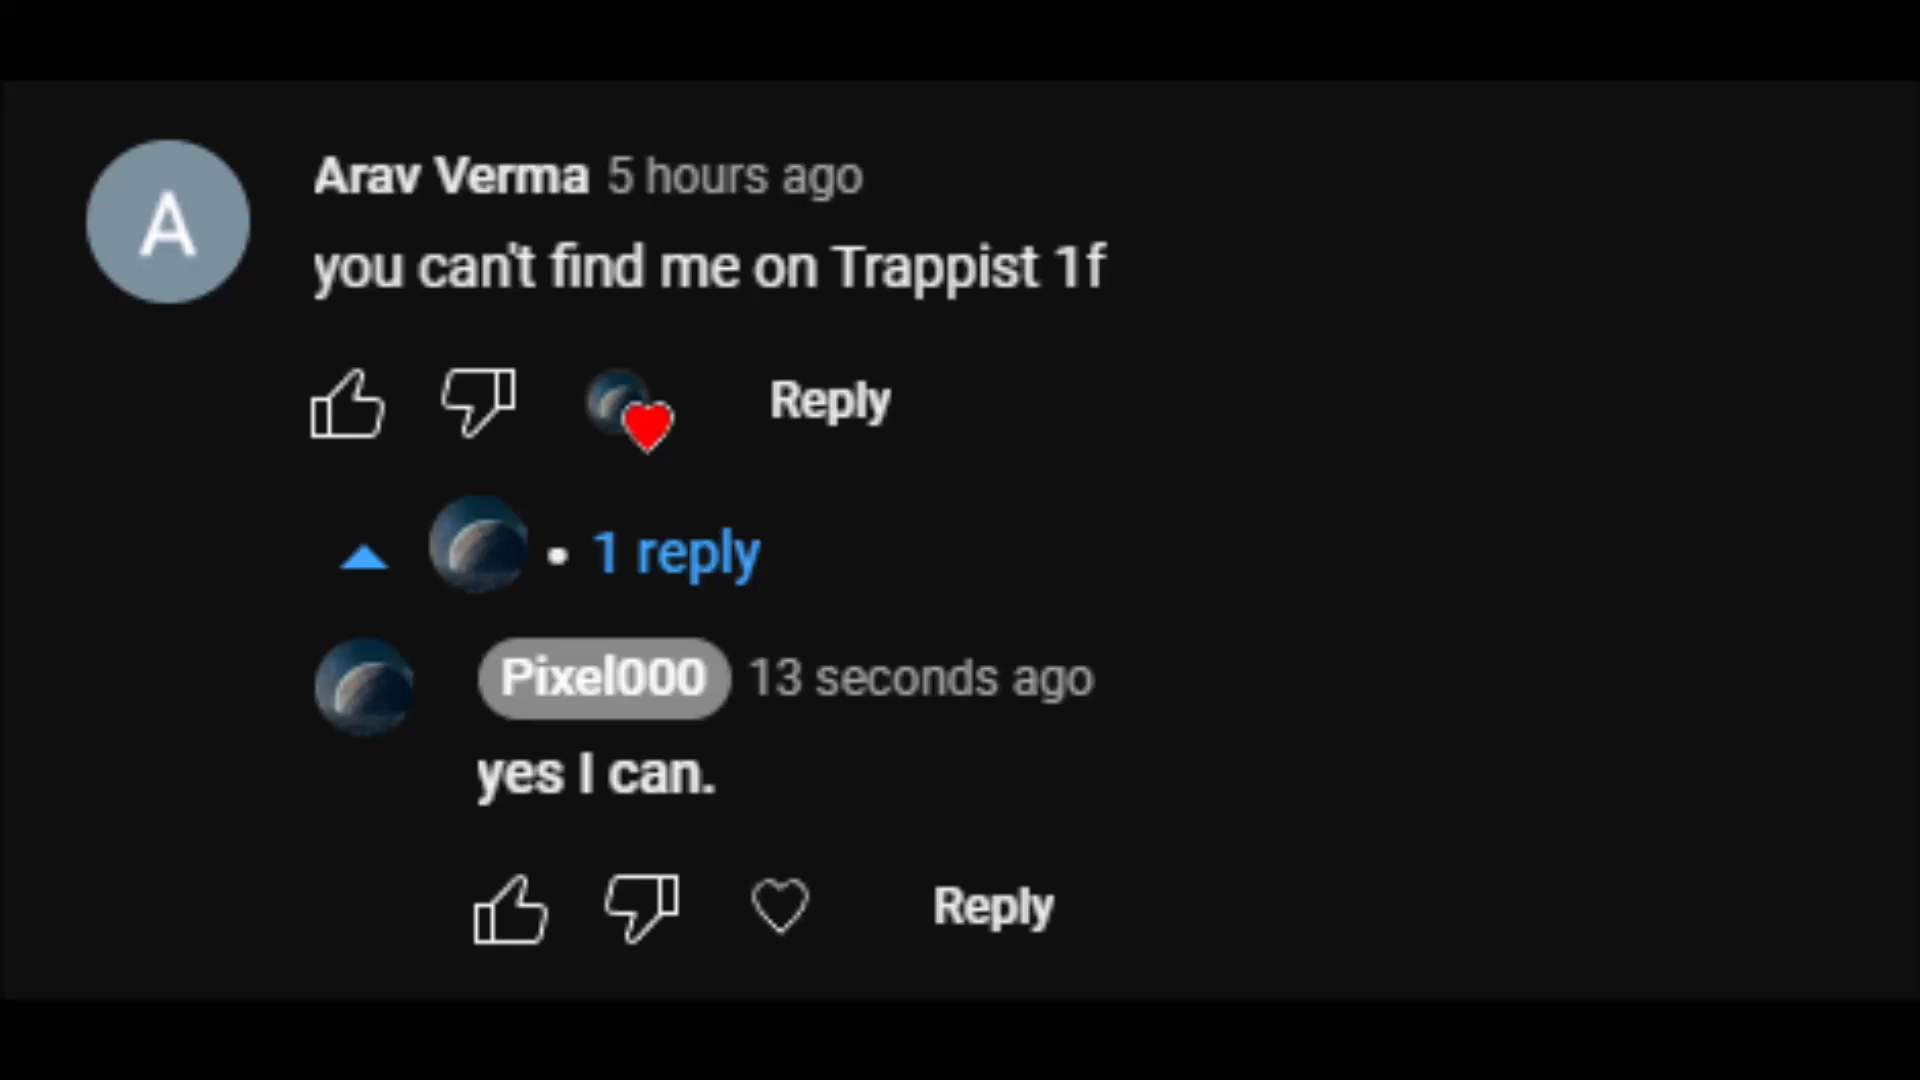 A
Arav Verma 5 hours ago
you can't find me on Trappist 1f
Reply
• 1 reply
Pixel000 13 seconds ago
yes I can.
Reply